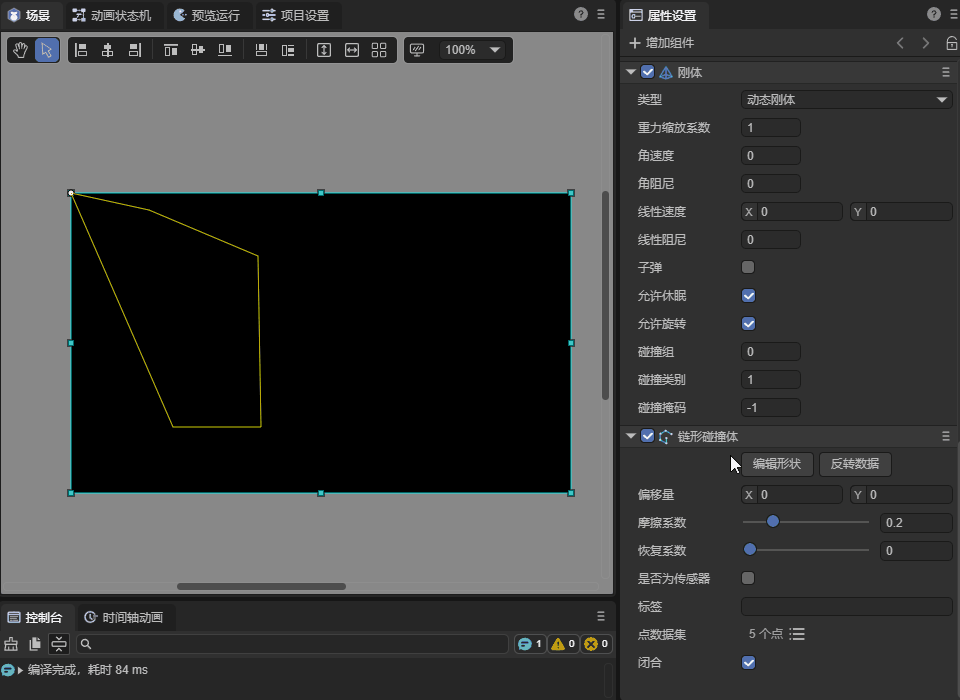 场景
动画状态机
预览运行
项目设置
100%
控制台
时间轴动画
1
0
0
编译完成，耗时 84 ms
属性设置
增加组件
刚体
类型 动态刚体
重力缩放系数 1
角速度 0
角阻尼 0
线性速度 X 0 Y 0
线性阻尼 0
子弹
允许休眠
允许旋转
碰撞组 0
碰撞类别 1
碰撞掩码 -1
链形碰撞体
编辑形状 反转数据
偏移量 X 0 Y 0
摩擦系数 0.2
恢复系数 0
是否为传感器
标签
点数据集 5 个点
闭合